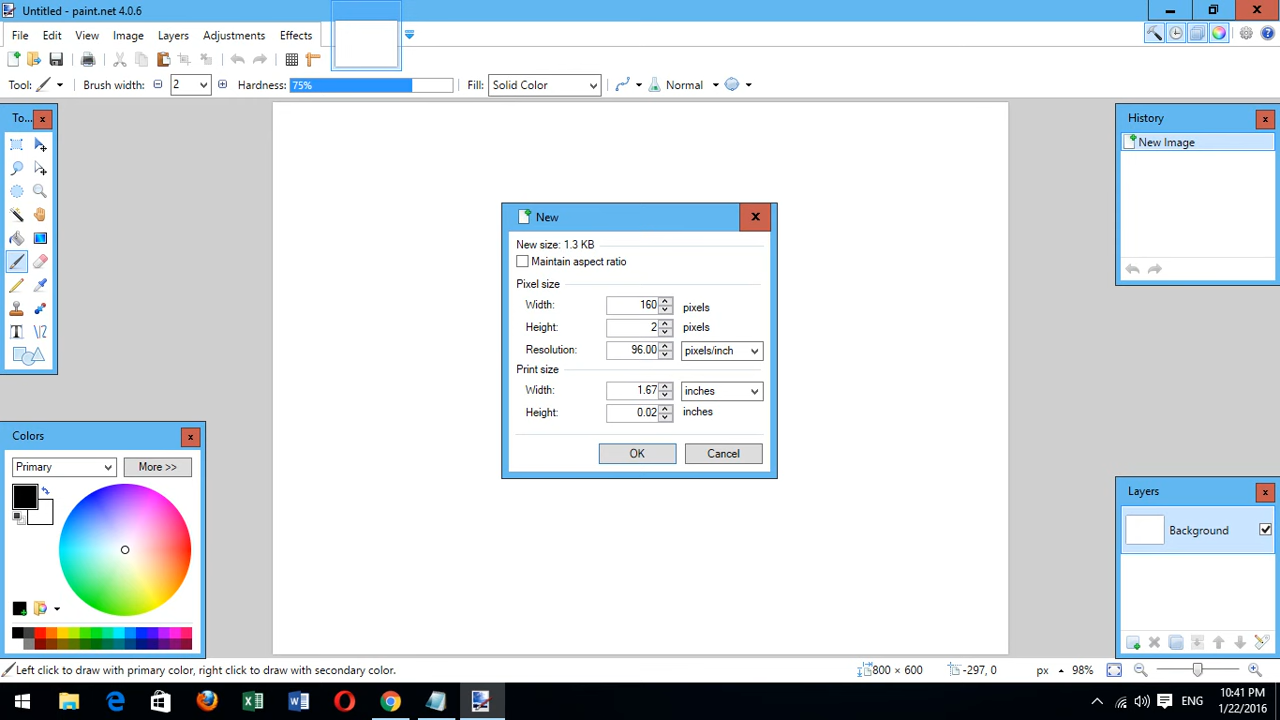 Untitled - paint.net 4.0.6
File Edit View Image Layers Adjustments Effects
Tool: Brush width: 2 Hardness: 75% Fill: Solid Color Normal
To...
History
New Image
New
New size: 1.3 KB
Maintain aspect ratio
Pixel size
Width: 160 pixels
Height: 2 pixels
Resolution: 96.00 pixels/inch
Print size
Width: 1.67 inches
Height: 0.02 inches
OK Cancel
Colors
Primary More >>
Layers
Background
Left click to draw with primary color, right click to draw with secondary color.
800 × 600 -297, 0 px 98%
ENG
10:41 PM
1/22/2016